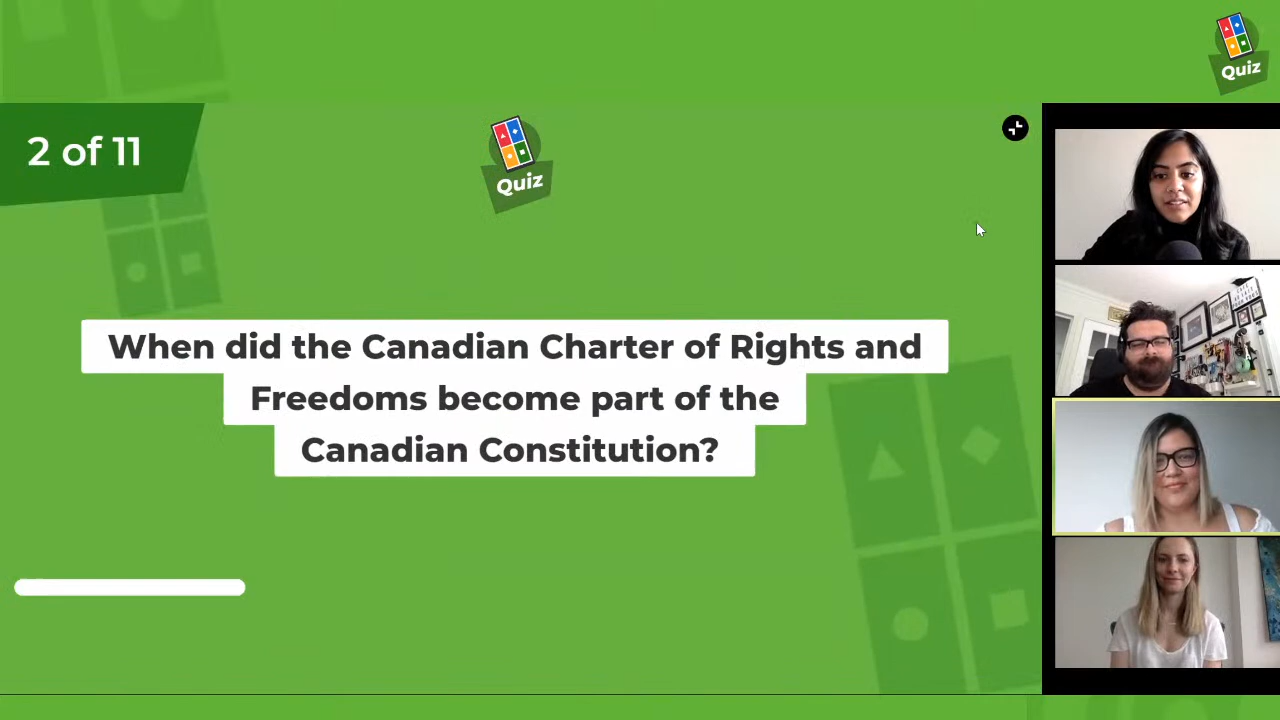 Quiz
2 of 11
Quiz
When did the Canadian Charter of Rights and
Freedoms become part of the
Canadian Constitution?